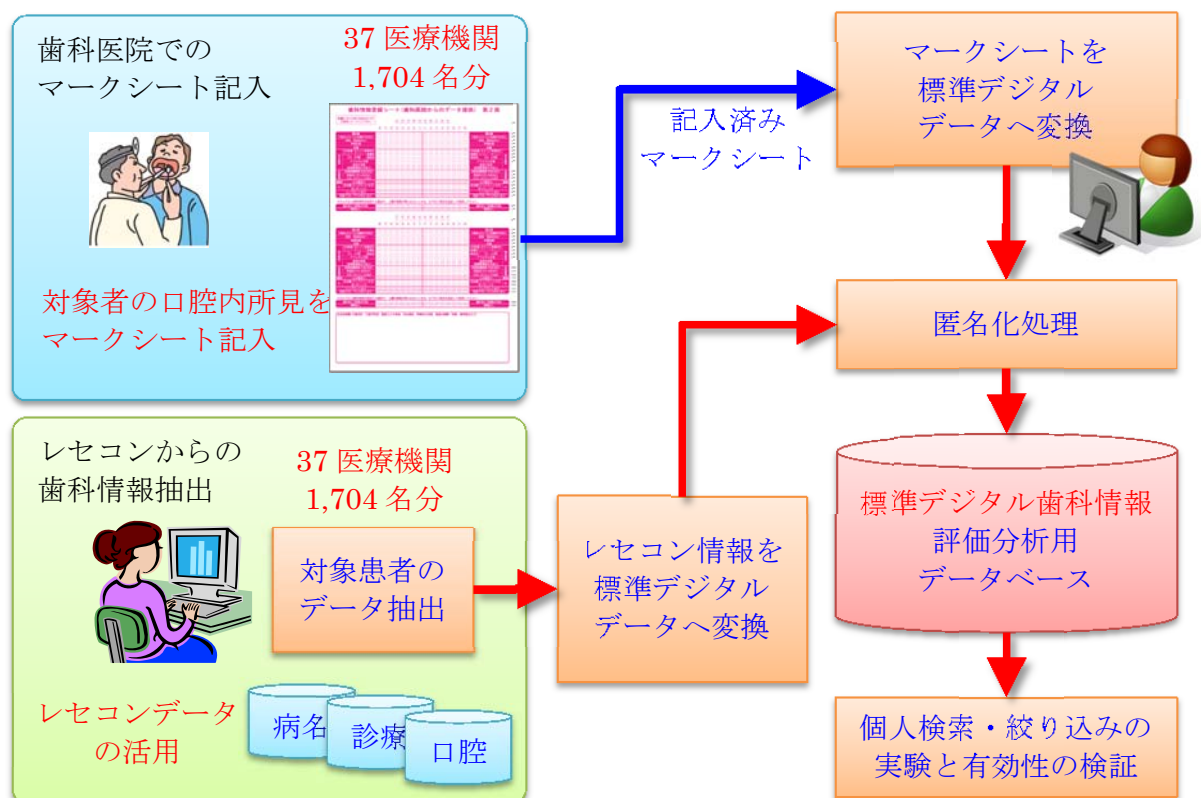 歯科医院での
マークシート記入
37 医療機関
1,704 名分
対象者の口腔内所見を
マークシート記入
記入済み
マークシート
マークシートを
標準デジタル
データへ変換
匿名化処理
レセコンからの
歯科情報抽出
37 医療機関
1,704 名分
対象患者の
データ抽出
レセコンデータ
の活用
病名
診療
口腔
レセコン情報を
標準デジタル
データへ変換
標準デジタル歯科情報
評価分析用
データベース
個人検索・絞り込みの
実験と有効性の検証